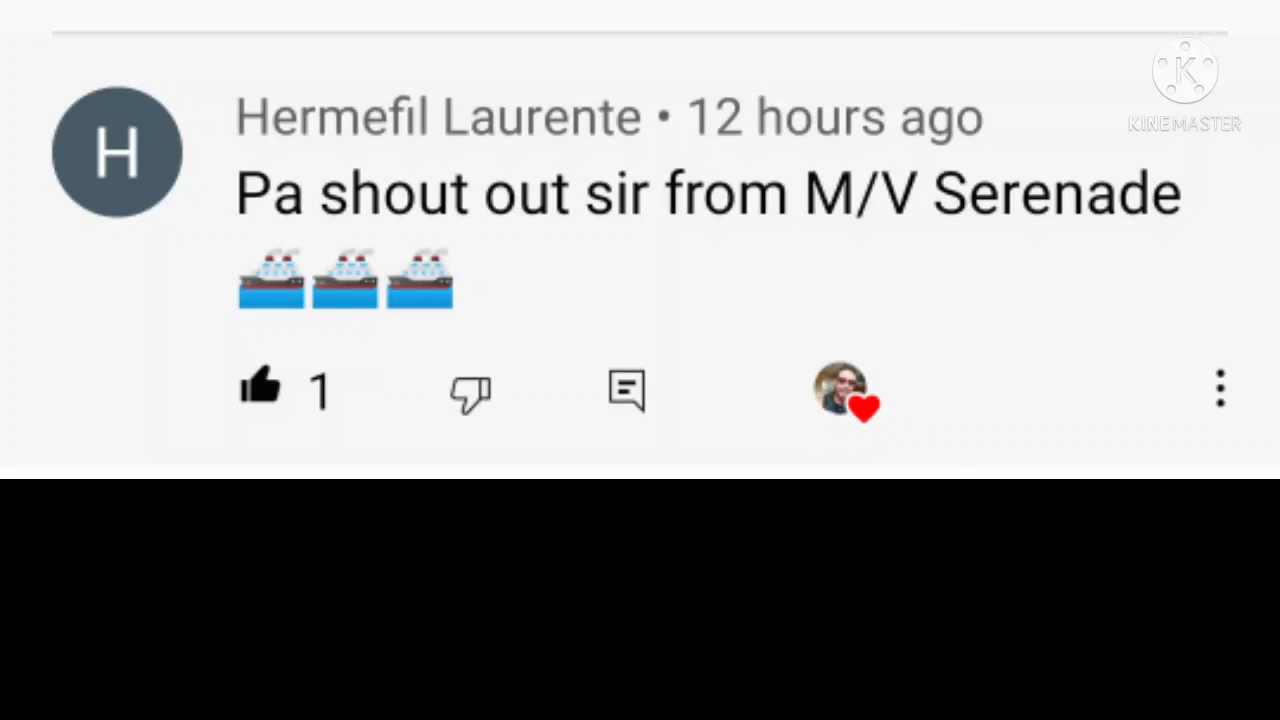 KINEMASTER
H
Hermefil Laurente • 12 hours ago
Pa shout out sir from M/V Serenade
🚢🚢🚢
1